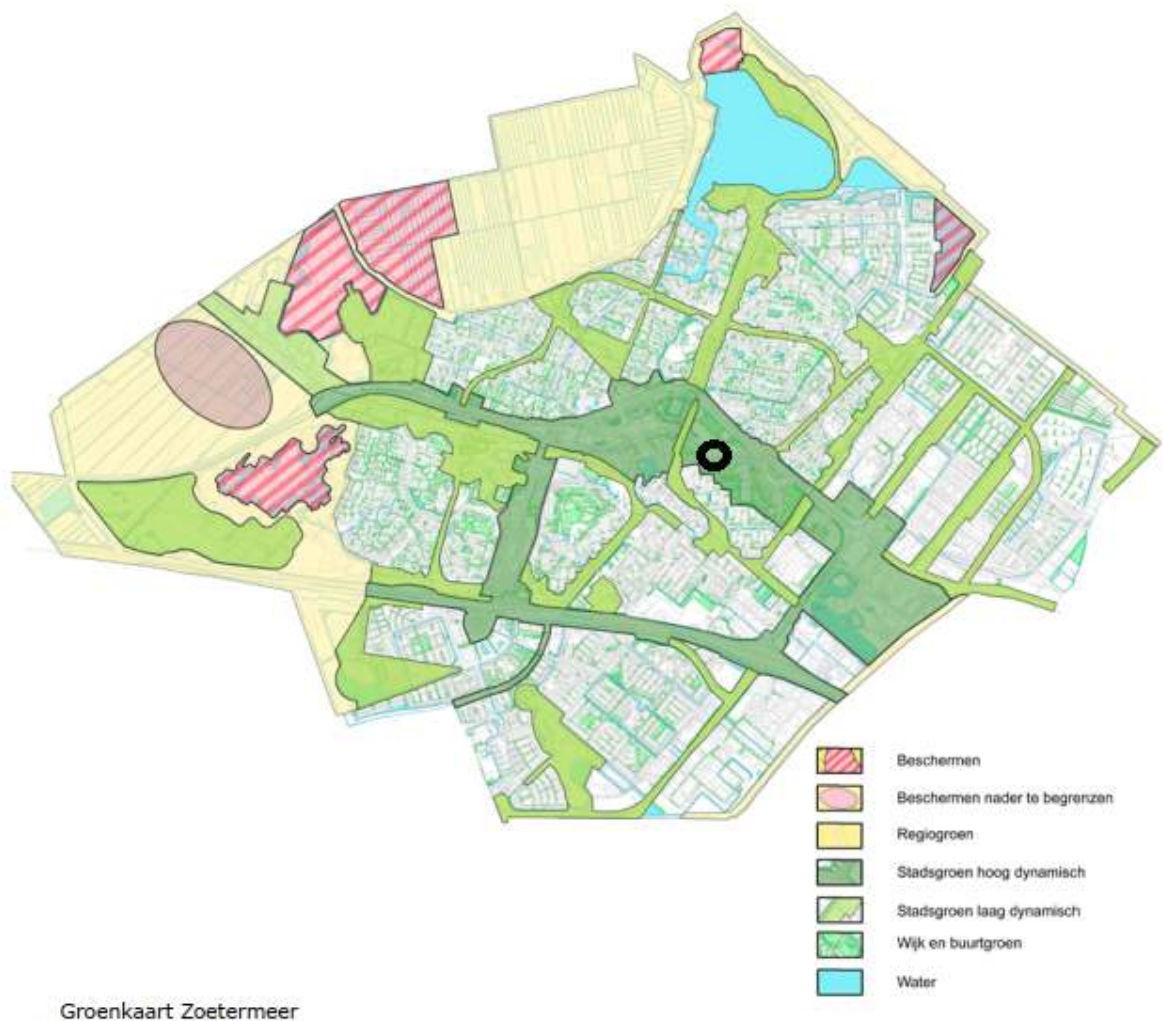 Beschermen
Beschermen nader te begrenzen
Regiogroen
Stadsgroen hoog dynamisch
Stadsgroen laag dynamisch
Wijk en buurtgroen
Water
Groenkaart Zoetermeer